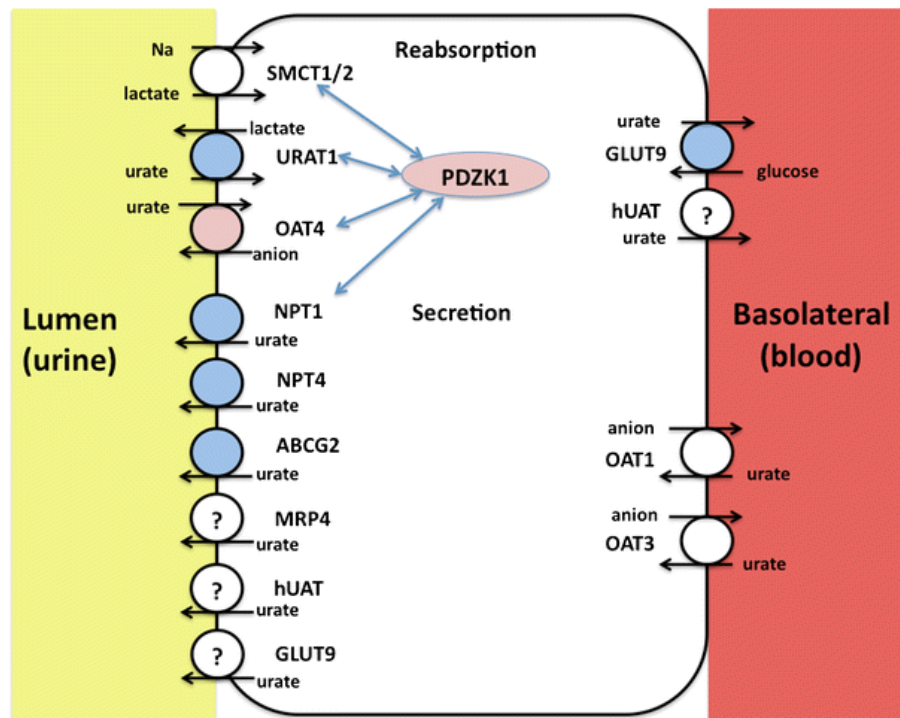 Na
Reabsorption
SMCT1/2
lactate
lactate
URAT1
urate
urate
OAT4
anion
PDZK1
urate
GLUT9
glucose
hUAT
?
urate
Lumen
(urine)
NPT1
urate
Secretion
Basolateral
(blood)
NPT4
urate
ABCG2
urate
anion
OAT1
urate
? MRP4
urate
anion
OAT3
urate
? hUAT
urate
? GLUT9
urate